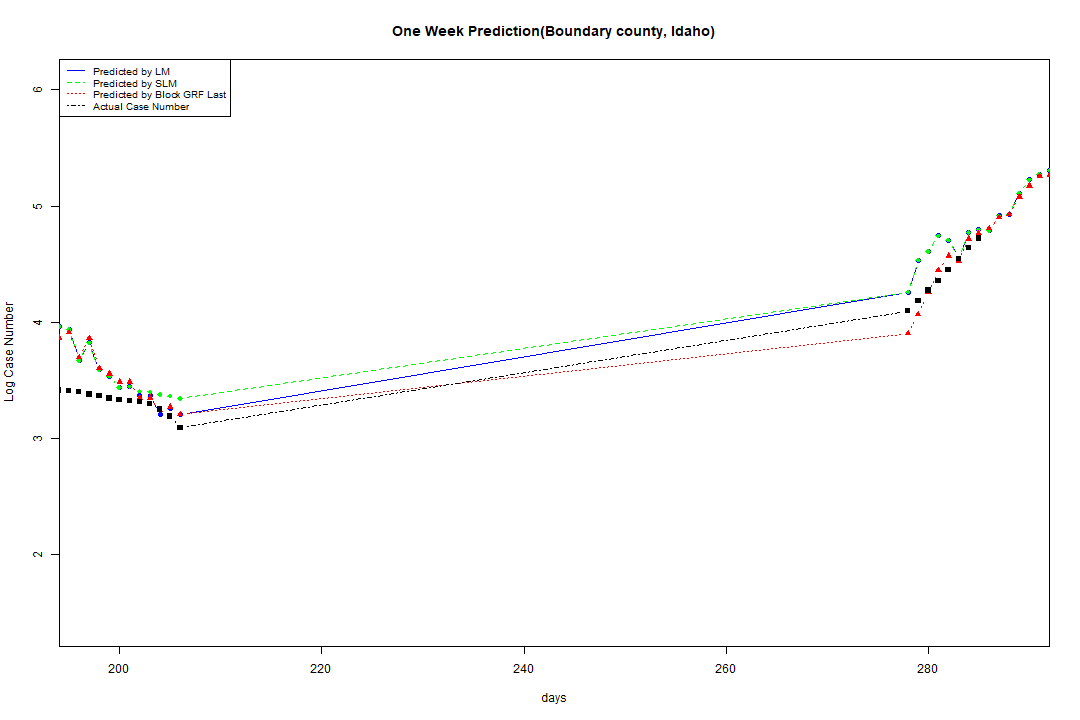 One Week Prediction(Boundary county, Idaho)
Predicted by LM
Predicted by SLM
Predicted by Block GRF Last
Actual Case Number
6
5
4
3
2
Log Case Number
200 220 240 260 280
days